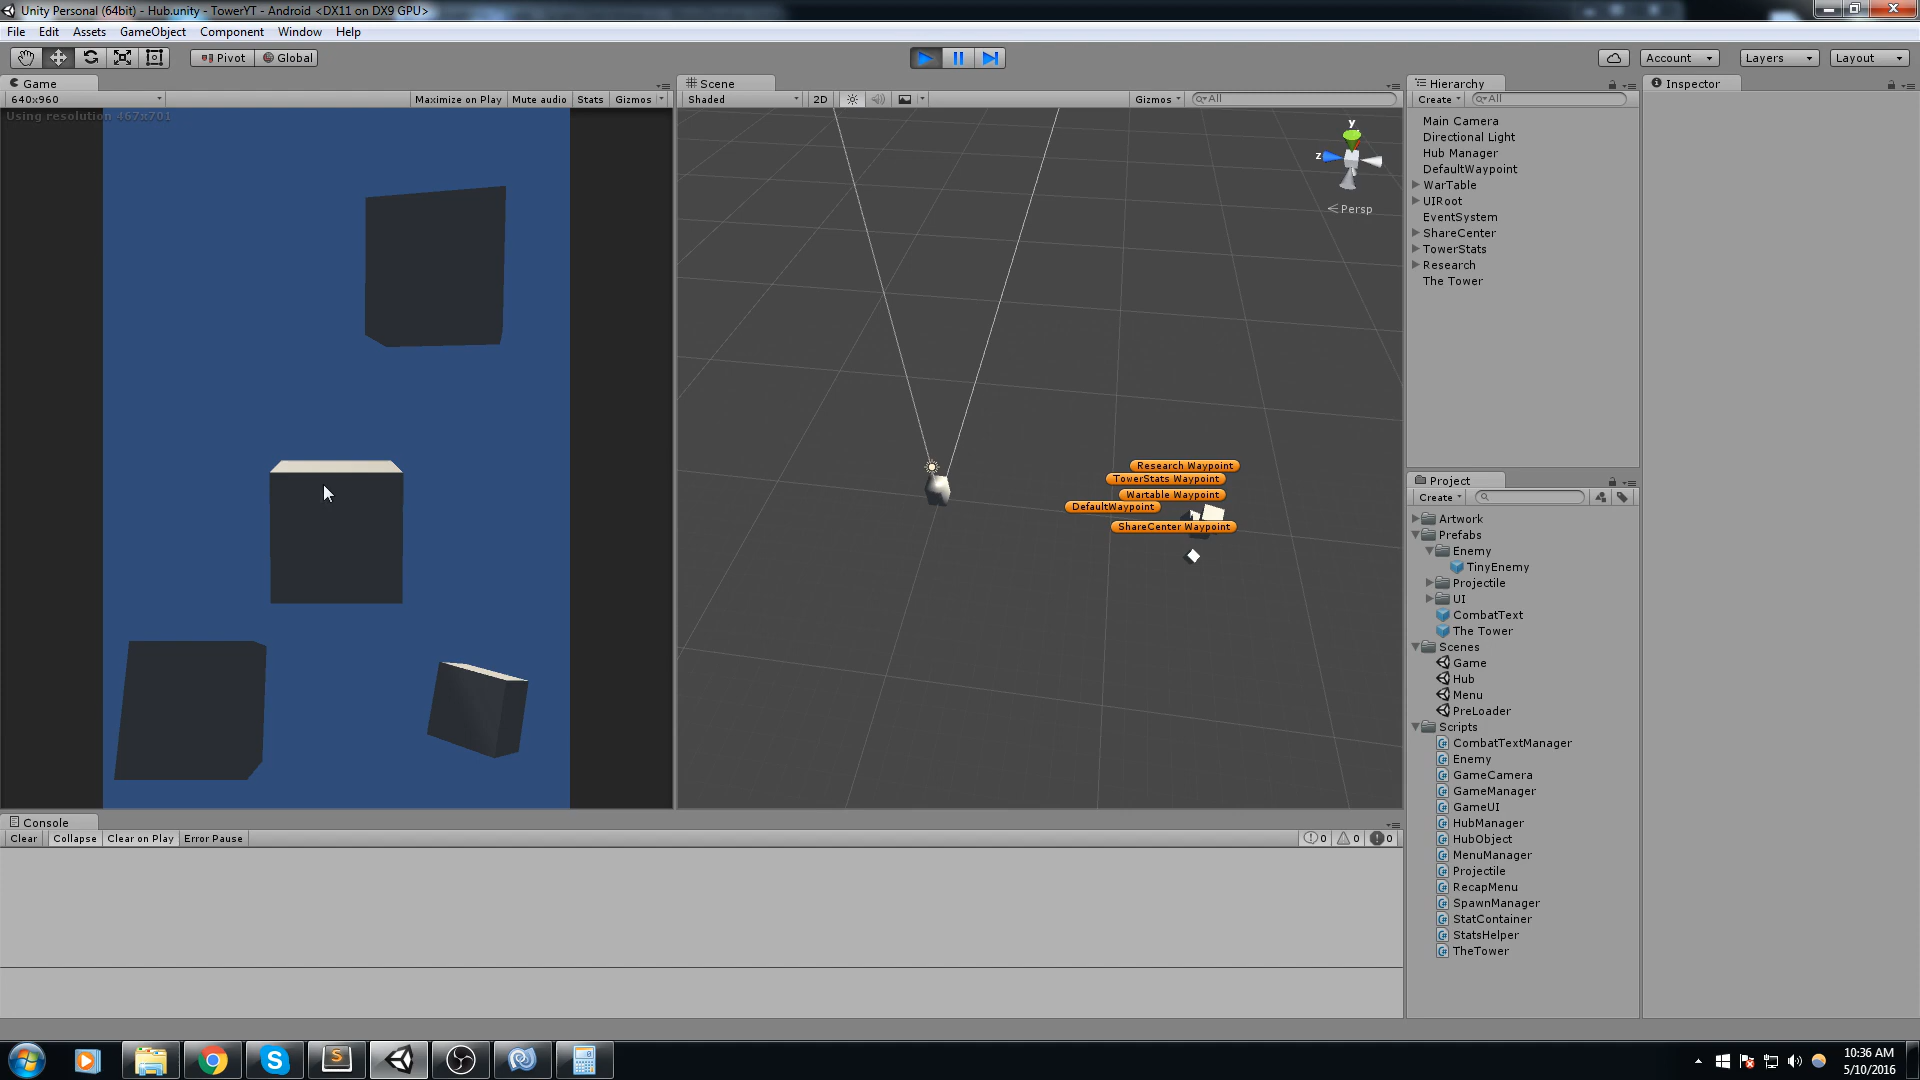 Unity Personal (64bit) - Hub.unity - TowerYT - Android <DX11 on DX9 GPU>
File Edit Assets GameObject Component Window Help
Pivot Global Account Layers Layout
Game
640x960 Maximize on Play Mute audio Stats Gizmos
Using resolution 467x701
Scene
Shaded 2D Gizmos All
y
z
Persp
Research Waypoint
TowerStats Waypoint
Wartable Waypoint
DefaultWaypoint
ShareCenter Waypoint
Hierarchy
Create All
Main Camera
Directional Light
Hub Manager
DefaultWaypoint
WarTable
UIRoot
EventSystem
ShareCenter
TowerStats
Research
The Tower
Inspector
Project
Create
Artwork
Prefabs
Enemy
TinyEnemy
Projectile
UI
CombatText
The Tower
Scenes
Game
Hub
Menu
PreLoader
Scripts
CombatTextManager
Enemy
GameCamera
GameManager
GameUI
HubManager
HubObject
MenuManager
Projectile
RecapMenu
SpawnManager
StatContainer
StatsHelper
TheTower
Console
Clear Collapse Clear on Play Error Pause 0 0 0
10:36 AM
5/10/2016